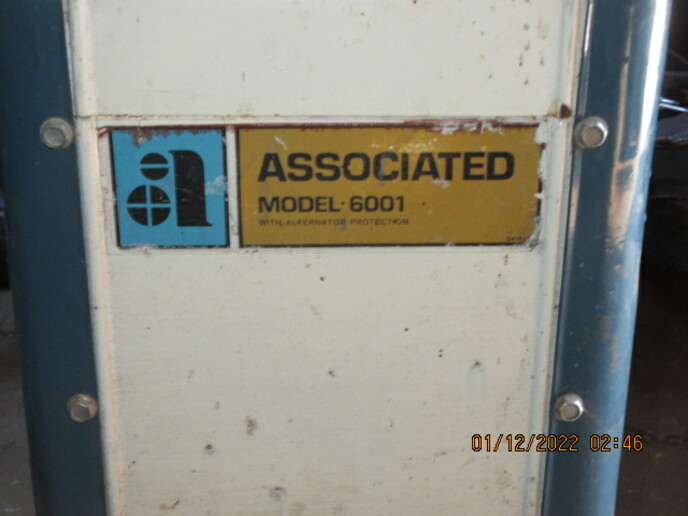 a
ASSOCIATED
MODEL 6001
WITH ALTERNATOR PROTECTION
01/12/2022 02:46